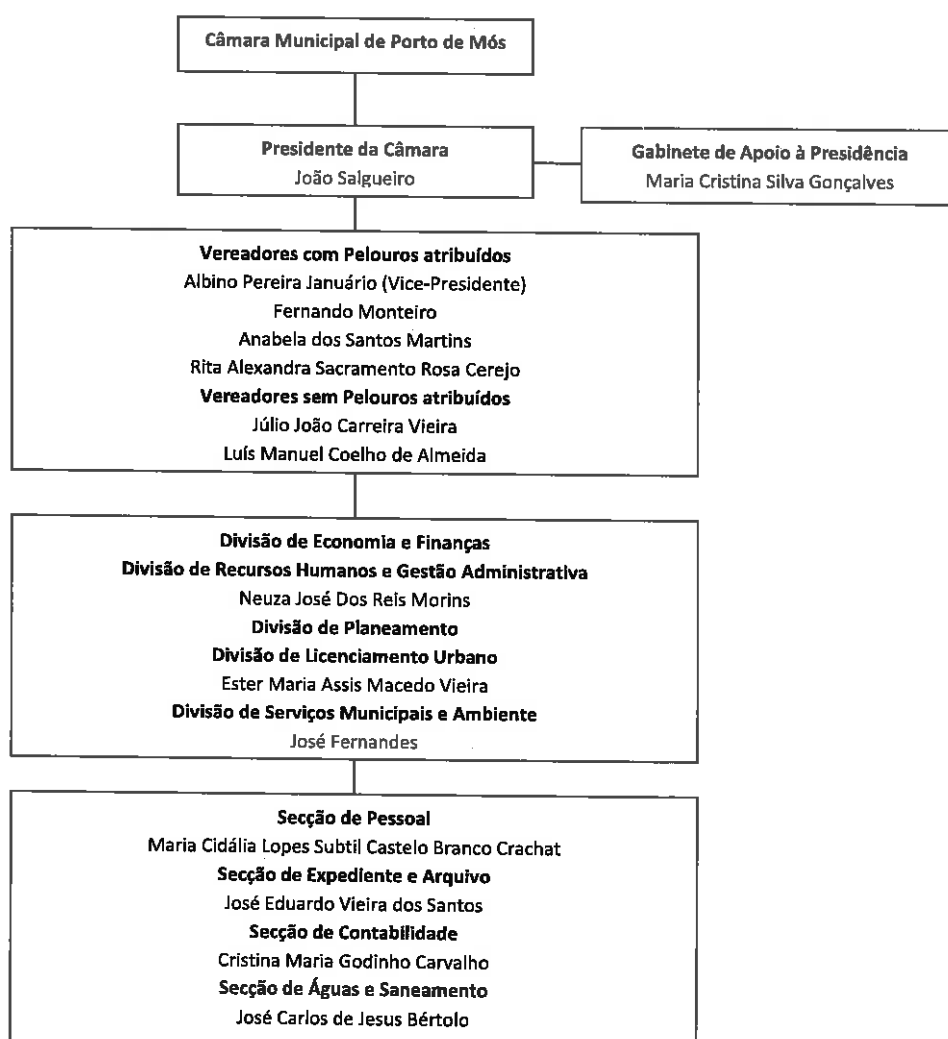 Câmara Municipal de Porto de Mós
Presidente da Câmara
João Salgueiro
Gabinete de Apoio à Presidência
Maria Cristina Silva Gonçalves
Vereadores com Pelouros atribuídos
Albino Pereira Januário (Vice-Presidente)
Fernando Monteiro
Anabela dos Santos Martins
Rita Alexandra Sacramento Rosa Cerejo
Vereadores sem Pelouros atribuídos
Júlio João Carreira Vieira
Luís Manuel Coelho de Almeida
Divisão de Economia e Finanças
Divisão de Recursos Humanos e Gestão Administrativa
Neuza José Dos Reis Morins
Divisão de Planeamento
Divisão de Licenciamento Urbano
Ester Maria Assis Macedo Vieira
Divisão de Serviços Municipais e Ambiente
José Fernandes
Secção de Pessoal
Maria Cidália Lopes Subtil Castelo Branco Crachat
Secção de Expediente e Arquivo
José Eduardo Vieira dos Santos
Secção de Contabilidade
Cristina Maria Godinho Carvalho
Secção de Águas e Saneamento
José Carlos de Jesus Bértolo